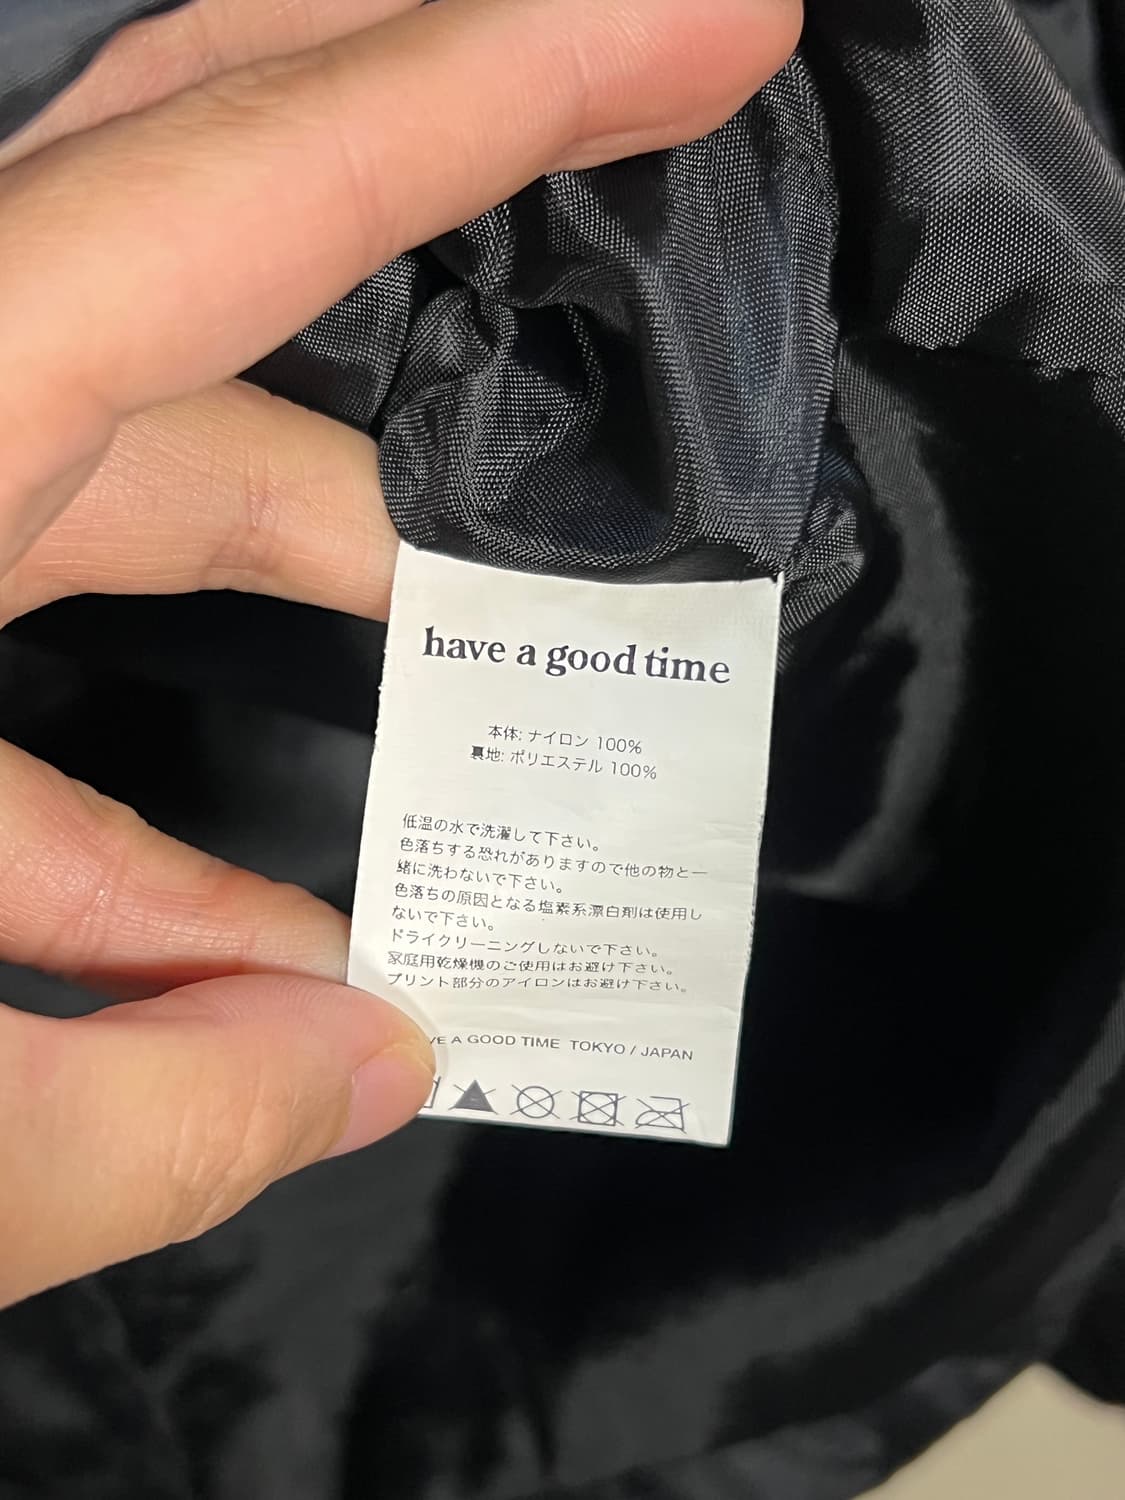 have a good time
本体: ナイロン 100%
裏地: ポリエステル 100%
低温の水で洗濯して下さい。
色落ちする恐れがありますので他の物と一
緒に洗わないで下さい。
色落ちの原因となる塩素系漂白剤は使用し
ないで下さい。
ドライクリーニングしないで下さい。
家庭用乾燥機のご使用はお避け下さい。
プリント部分のアイロンはお避け下さい。
VE A GOOD TIME TOKYO / JAPAN